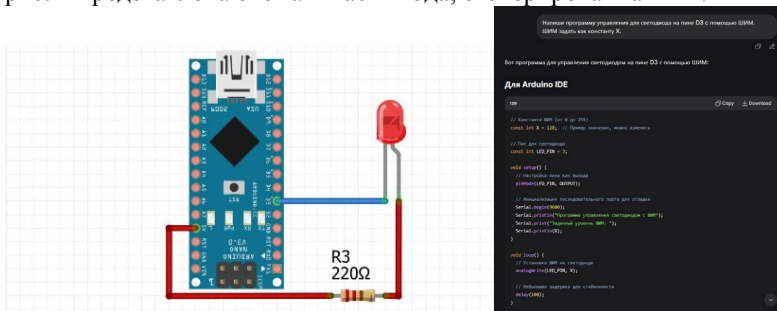 R3
220Ω
Напиши программу управления для светодиода на пине D3 с помощью ШИМ.
ШИМ задать как константу X.
Вот программа для управления светодиодом на пине D3 с помощью ШИМ:
Для Arduino IDE
cpp
Copy
Download
// Константа ШИМ (от 0 до 255)
const int X = 128; // Пример значения, можно изменить
// Пин для светодиода
const int LED_PIN = 3;
void setup() {
// Настройка пина как выхода
pinMode(LED_PIN, OUTPUT);
// Инициализация последовательного порта для отладки
Serial.begin(9600);
Serial.println("Программа управления светодиодом с ШИМ");
Serial.print("Заданный уровень ШИМ: ");
Serial.println(X);
}
void loop() {
// Установка ШИМ на светодиоде
analogWrite(LED_PIN, X);
// Небольшая задержка для стабильности
delay(100);
}